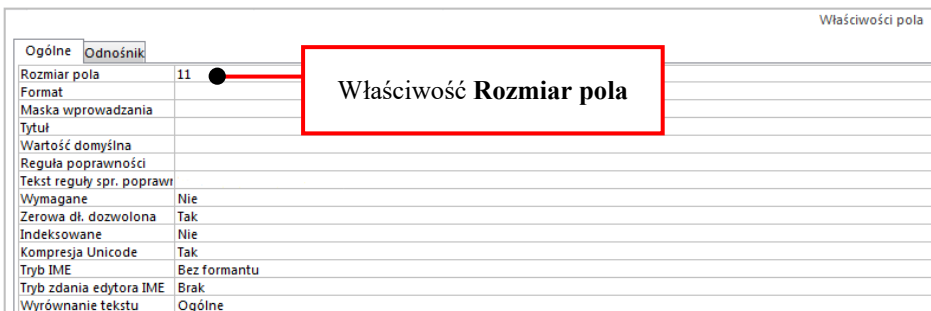 Właściwości pola
Ogólne Odnośnik
Rozmiar pola 11
Właściwość Rozmiar pola
Format
Maska wprowadzania
Tytuł
Wartość domyślna
Reguła poprawności
Tekst reguły spr. popraw
Wymagane Nie
Zerowa dł. dozwolona Tak
Indeksowane Nie
Kompresja Unicode Tak
Tryb IME Bez formantu
Tryb zdania edytora IME Brak
Wyrównanie tekstu Ogólne